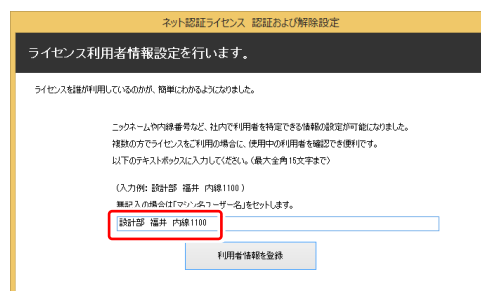 ネット認証ライセンス 認証および解除設定
ライセンス利用者情報設定を行います。
ライセンスを誰が利用しているのかが、簡単にわかるようになりました。
ニックネームや内線番号など、社内で利用者を特定できる情報の設定が可能になりました。
複数の方でライセンスをご利用の場合に、使用中の利用者を確認でき便利です。
以下のテキストボックスに入力してください。(最大全角15文字まで)
(入力例: 設計部 福井 内線1100 )
無記入の場合は「マシン名ユーザー名」をセットします。
設計部 福井 内線1100
利用者情報を登録